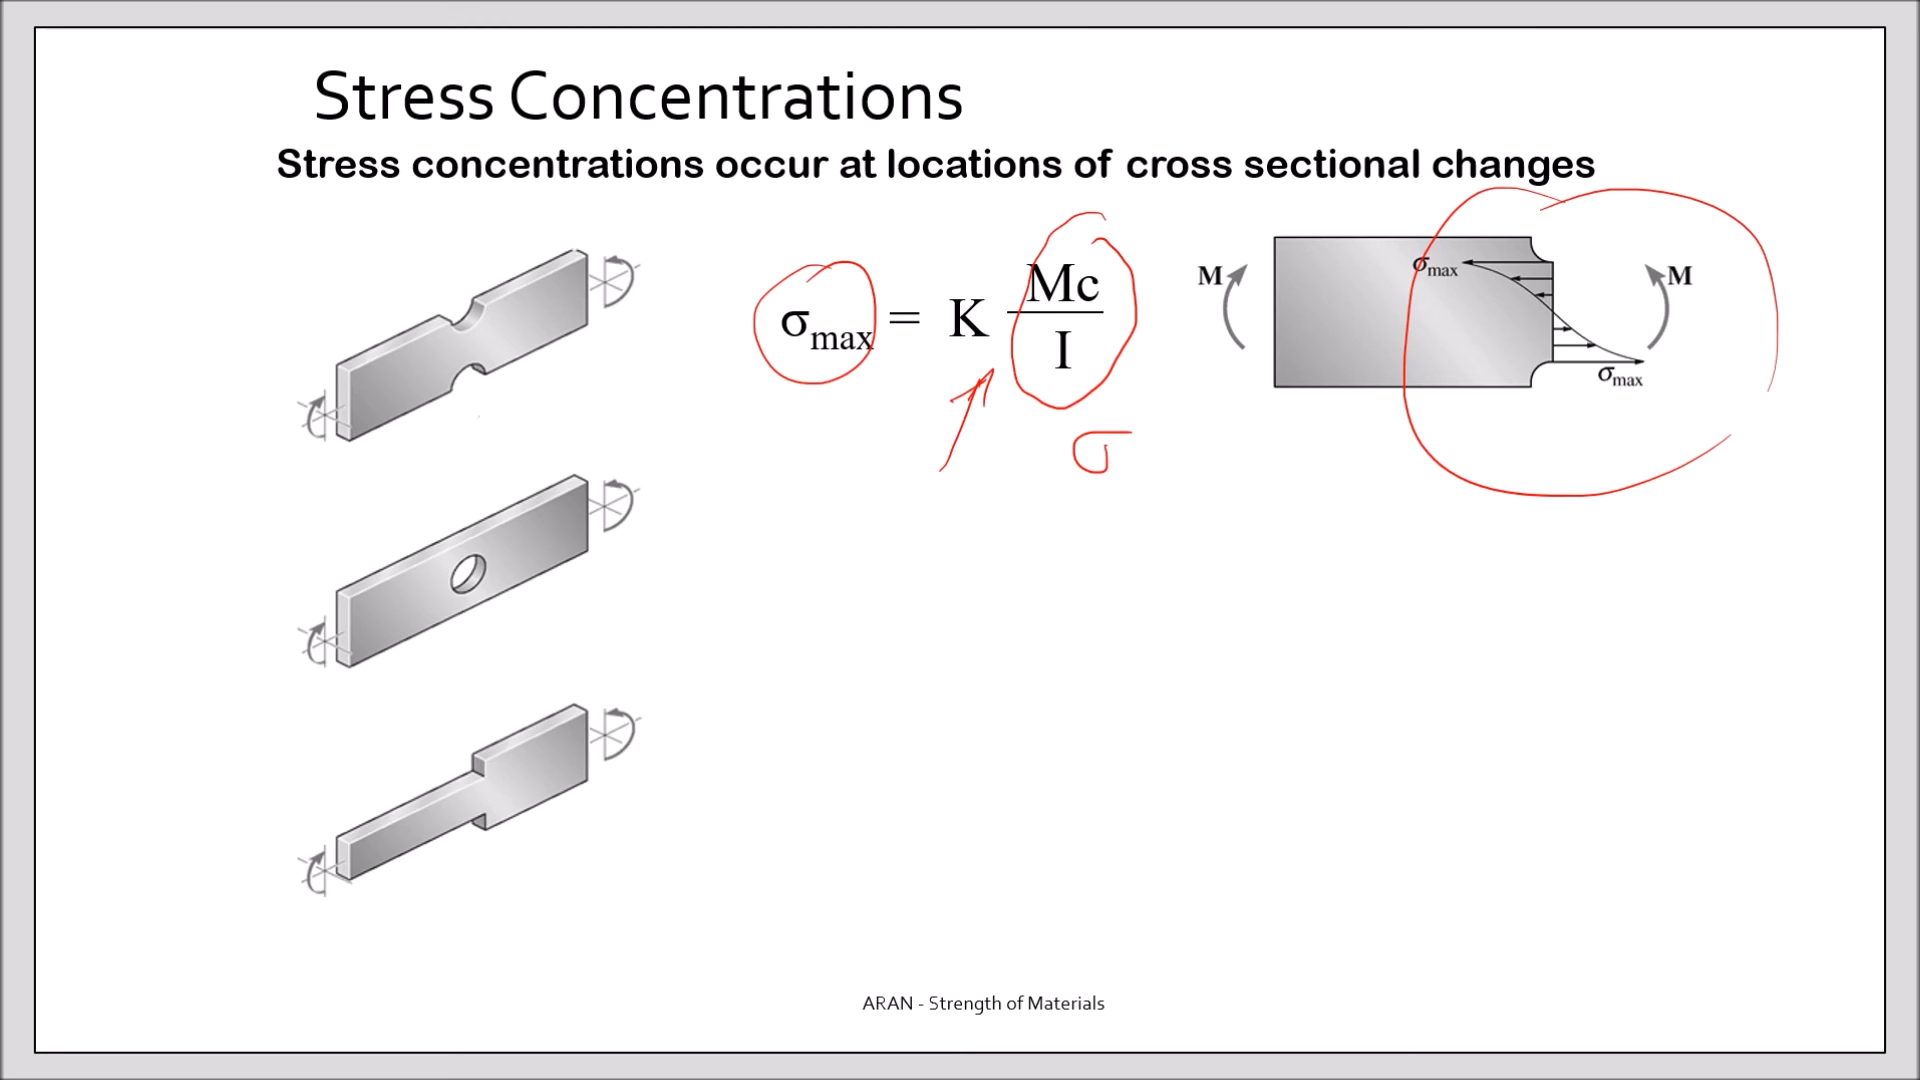 Stress Concentrations
Stress concentrations occur at locations of cross sectional changes
σmax = K Mc
I
σ
M
σmax
M
σmax
ARAN - Strength of Materials